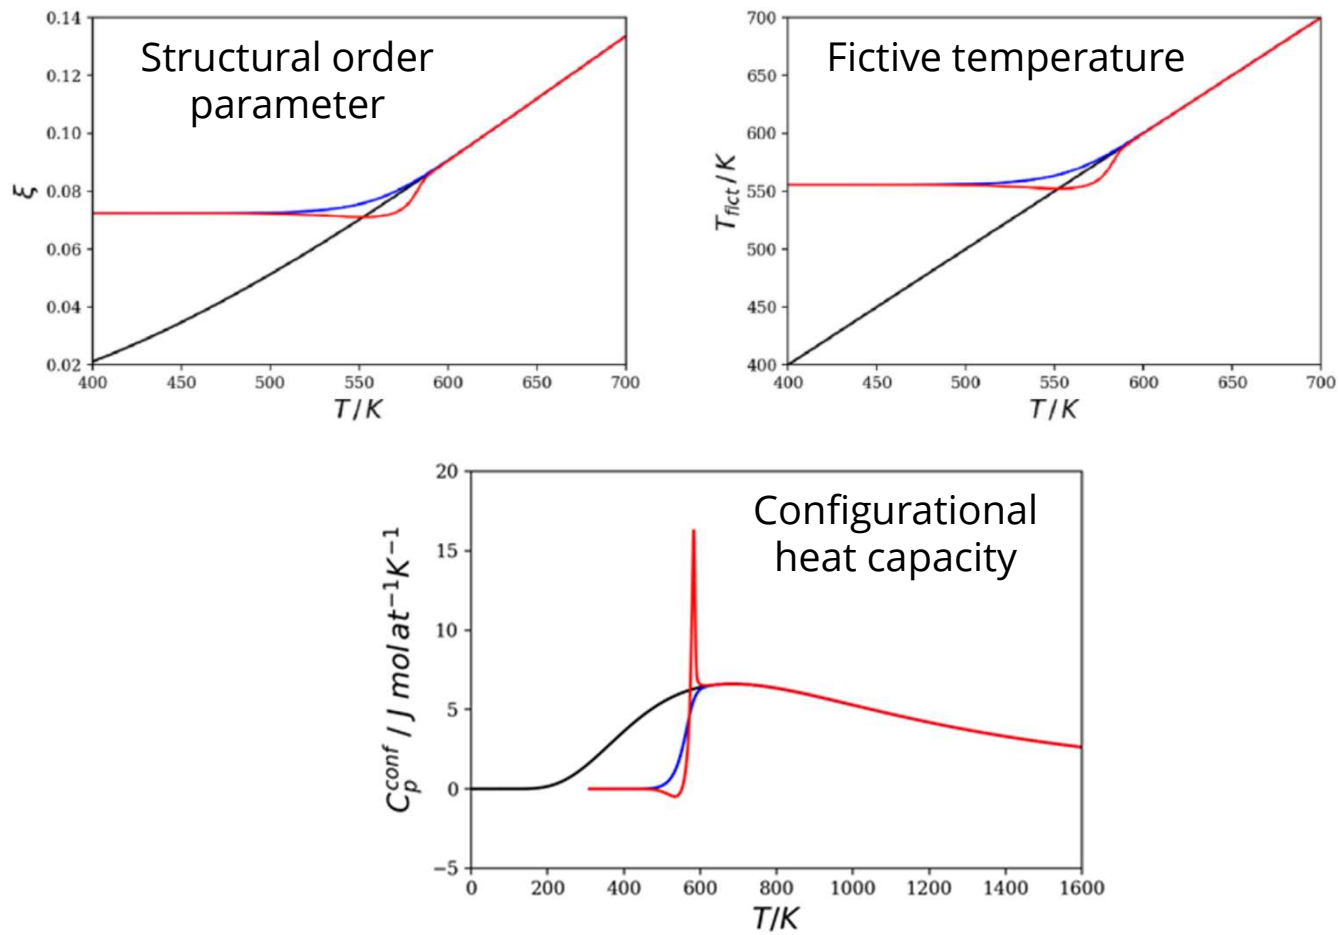 Structural order
parameter
0.14
0.12
0.10
0.08
0.06
0.04
0.02
ξ
400 450 500 550 600 650 700
T / K
Fictive temperature
700
650
600
550
500
450
400
T_fict / K
400 450 500 550 600 650 700
T / K
Configurational
heat capacity
20
15
10
5
0
−5
C_p^conf / J mol at⁻¹K⁻¹
0 200 400 600 800 1000 1200 1400 1600
T/K